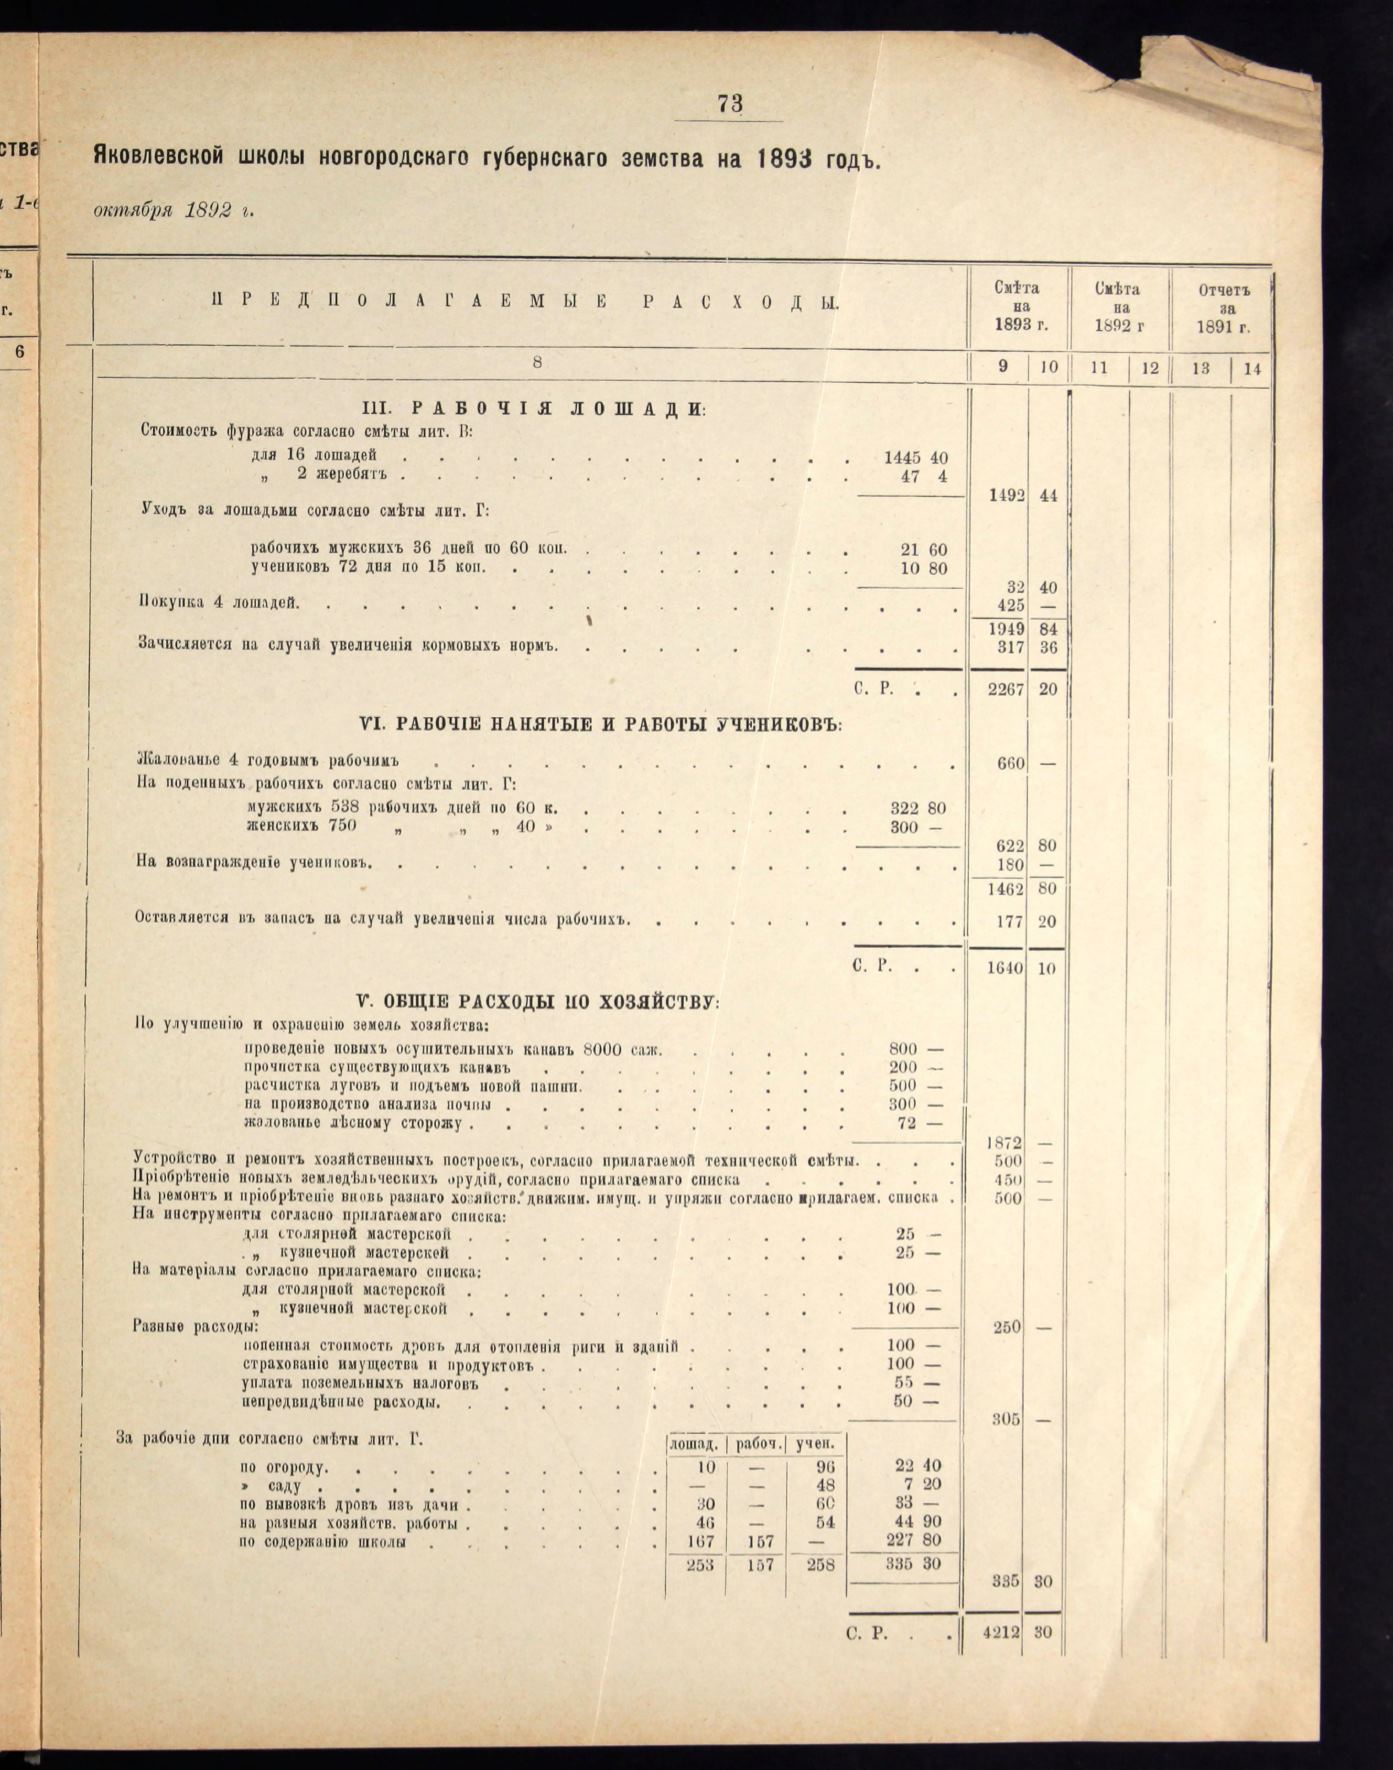 ства
73
Яковлевской школы новгородскаго губернскаго земства на 1893 годъ.
октября 1892 г.
г.
6
ПРЕДПОЛАГАЕМЫЕ РАСХОДЫ. Смѣта на 1893 г. Смѣта на 1892 г Отчетъ за 1891 г.
8 9 10 11 12 13 14
III. РАБОЧІЯ ЛОШАДИ:
Стоимость фуража согласно смѣты лит. В:
для 16 лошадей 1445 40
„ 2 жеребятъ 47 4
1492 44
Уходъ за лошадьми согласно смѣты лит. Г:
рабочихъ мужскихъ 36 дней по 60 коп. 21 60
учениковъ 72 дня по 15 коп. 10 80
32 40
Покупка 4 лошадей. 425 —
1949 84
Зачисляется на случай увеличенія кормовыхъ нормъ. 317 36
С. Р. 2267 20
VI. РАБОЧІЕ НАНЯТЫЕ И РАБОТЫ УЧЕНИКОВЪ:
Жалованье 4 годовымъ рабочимъ 660 —
На поденныхъ рабочихъ согласно смѣты лит. Г:
мужскихъ 538 рабочихъ дней по 60 к. 322 80
женскихъ 750 „ „ „ 40 » 300 —
622 80
На вознагражденіе учениковъ. 180 —
1462 80
Оставляется въ запасъ на случай увеличенія числа рабочихъ. 177 20
С. Р. 1640 10
V. ОБЩІЕ РАСХОДЫ ПО ХОЗЯЙСТВУ:
По улучшенію и охраненію земель хозяйства:
проведеніе новыхъ осушительныхъ канавъ 8000 саж. 800 —
прочистка существующихъ канавъ 200 —
расчистка луговъ и подъемъ новой пашни. 500 —
на производство анализа почвы 300 —
жалованье лѣсному сторожу 72 —
1872 —
Устройство и ремонтъ хозяйственныхъ построекъ, согласно прилагаемой технической смѣты. 500 —
Пріобрѣтеніе новыхъ земледѣльческихъ орудій, согласно прилагаемаго списка 450 —
На ремонтъ и пріобрѣтеніе вновь разнаго хозяйств. движим. имущ. и упряжи согласно прилагаем. списка 500 —
На инструменты согласно прилагаемаго списка:
для столярной мастерской 25 —
„ кузнечной мастерской 25 —
На матеріалы согласно прилагаемаго списка:
для столярной мастерской 100 —
„ кузнечной мастерской 100 —
250 —
Разные расходы:
попенная стоимость дровъ для отопленія риги и зданій 100 —
страхованіе имущества и продуктовъ 100 —
уплата поземельныхъ налоговъ 55 —
непредвидѣнные расходы. 50 —
305 —
За рабочіе дни согласно смѣты лит. Г. лошад. рабоч. учен.
по огороду. 10 — 96 22 40
» саду — — 48 7 20
по вывозкѣ дровъ изъ дачи 30 — 60 33 —
на разныя хозяйств. работы 46 — 54 44 90
по содержанію школы 167 157 — 227 80
253 157 258 335 30
335 30
С. Р. 4212 30